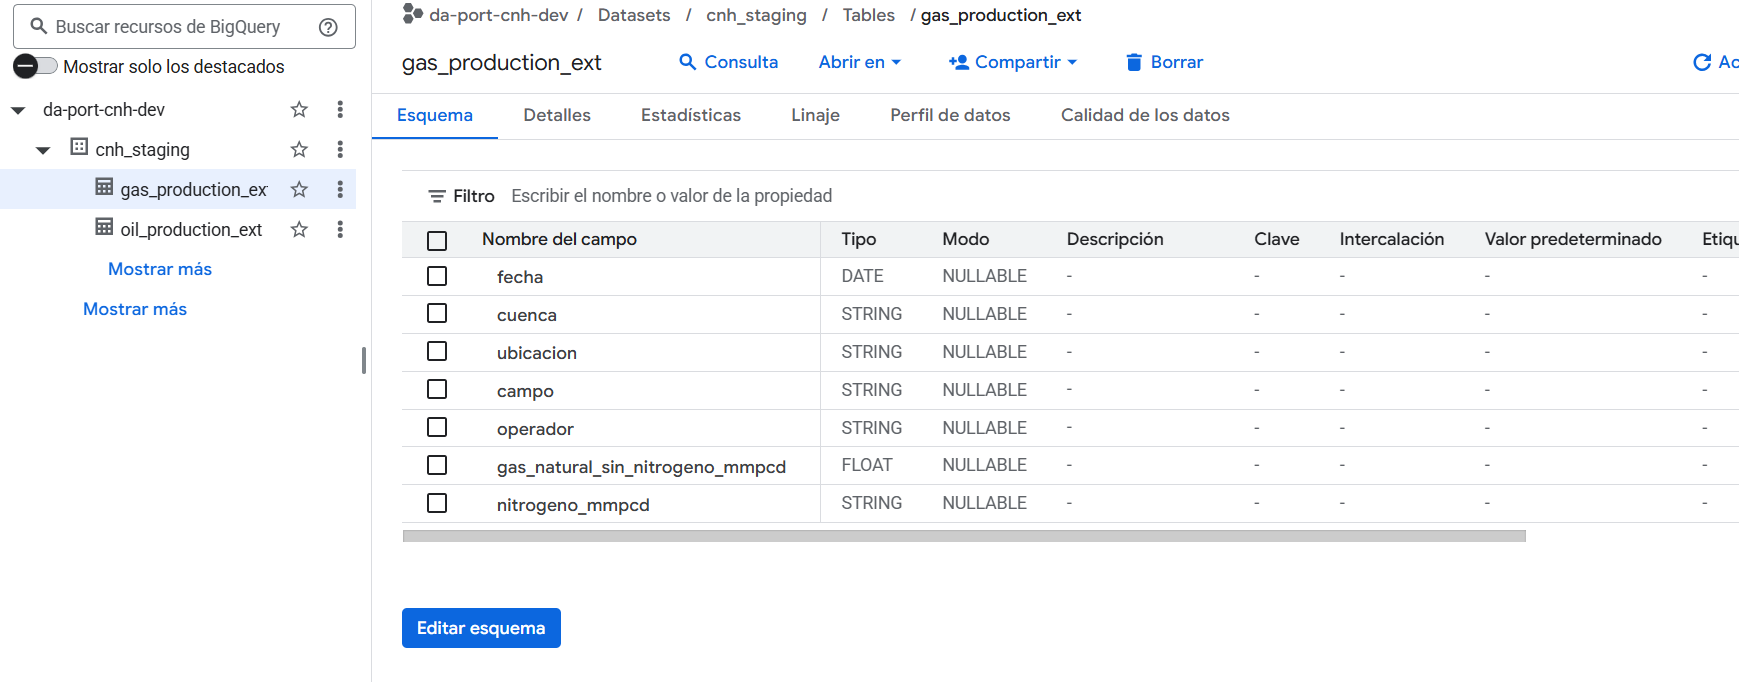 Buscar recursos de BigQuery
Mostrar solo los destacados
da-port-cnh-dev
cnh_staging
gas_production_ex
oil_production_ext
Mostrar más
Mostrar más
da-port-cnh-dev / Datasets / cnh_staging / Tables / gas_production_ext
gas_production_ext Consulta Abrir en Compartir Borrar Ac
Esquema Detalles Estadísticas Linaje Perfil de datos Calidad de los datos
Filtro Escribir el nombre o valor de la propiedad
Nombre del campo Tipo Modo Descripción Clave Intercalación Valor predeterminado Etiqu
fecha DATE NULLABLE - - - - -
cuenca STRING NULLABLE - - - - -
ubicacion STRING NULLABLE - - - - -
campo STRING NULLABLE - - - - -
operador STRING NULLABLE - - - - -
gas_natural_sin_nitrogeno_mmpcd FLOAT NULLABLE - - - - -
nitrogeno_mmpcd STRING NULLABLE - - - - -
Editar esquema